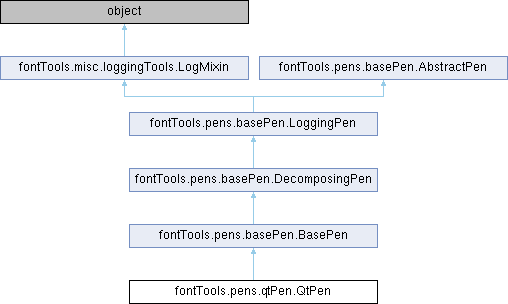 object
fontTools.misc.loggingTools.LogMixin
fontTools.pens.basePen.AbstractPen
fontTools.pens.basePen.LoggingPen
fontTools.pens.basePen.DecomposingPen
fontTools.pens.basePen.BasePen
fontTools.pens.qtPen.QtPen